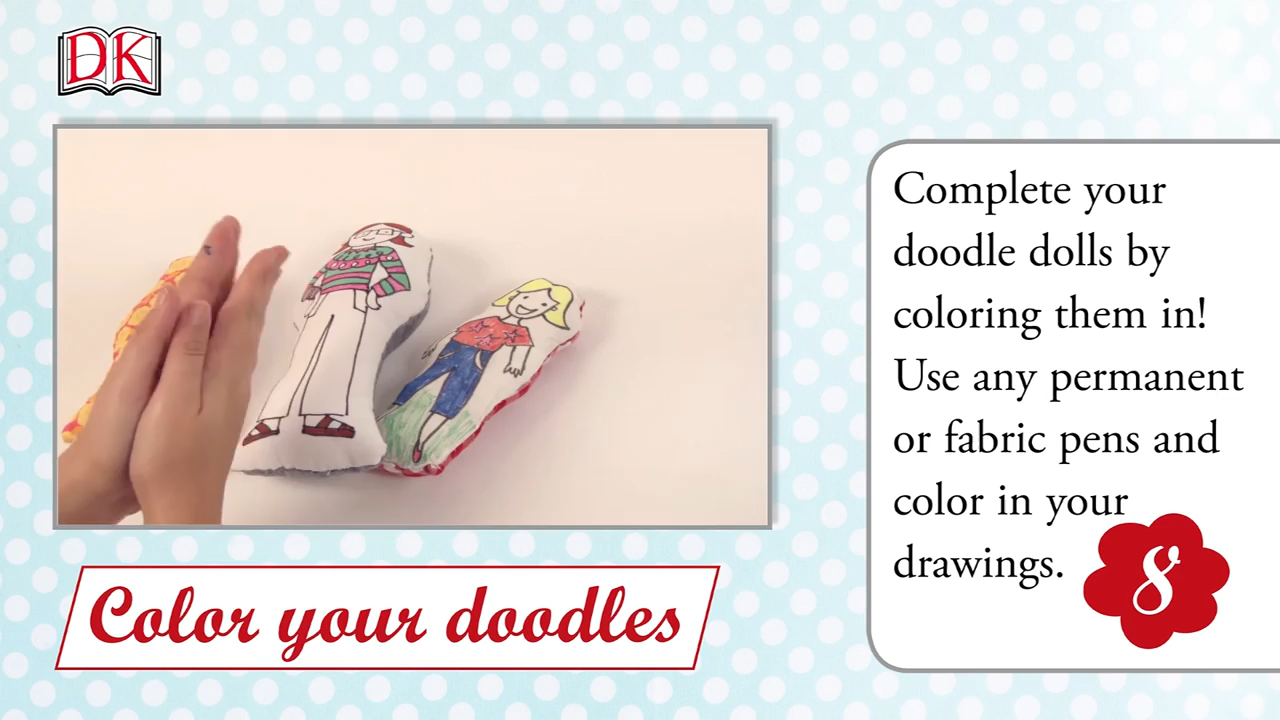 DK
Complete your
doodle dolls by
coloring them in!
Use any permanent
or fabric pens and
color in your
drawings.
8
Color your doodles